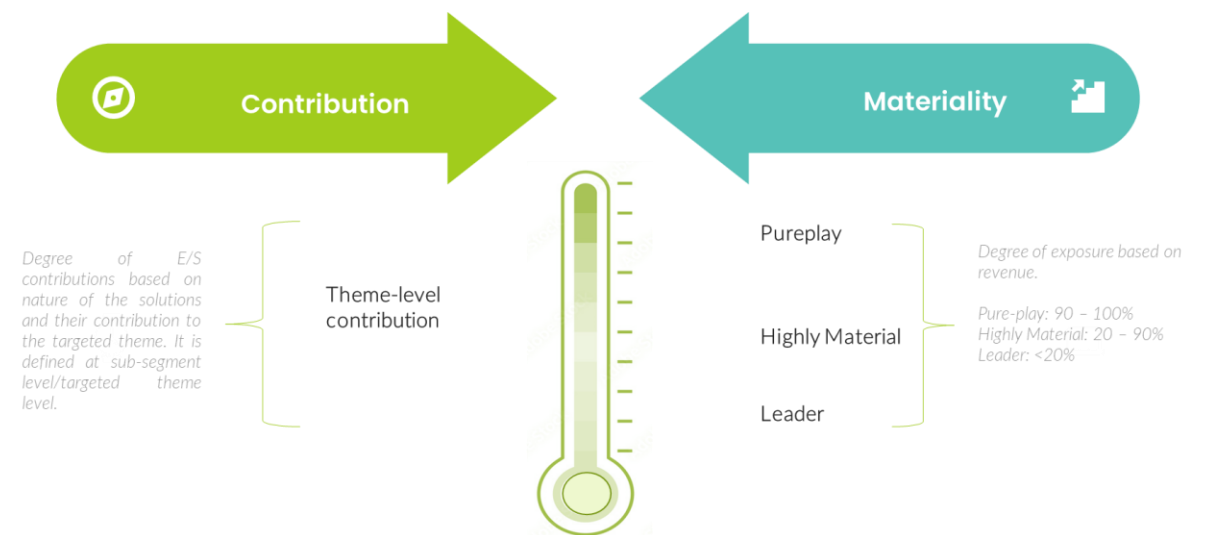 Contribution
Materiality
Degree of E/S
contributions based on
nature of the solutions
and their contribution to
the targeted theme. It is
defined at sub-segment
level/targeted theme
level.
Theme-level
contribution
Pureplay
Highly Material
Leader
Degree of exposure based on
revenue.
Pure-play: 90 – 100%
Highly Material: 20 – 90%
Leader: <20%